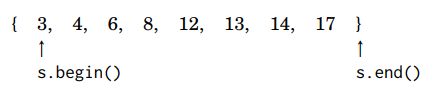 { 3, 4, 6, 8, 12, 13, 14, 17 }
↑ ↑
s.begin() s.end()